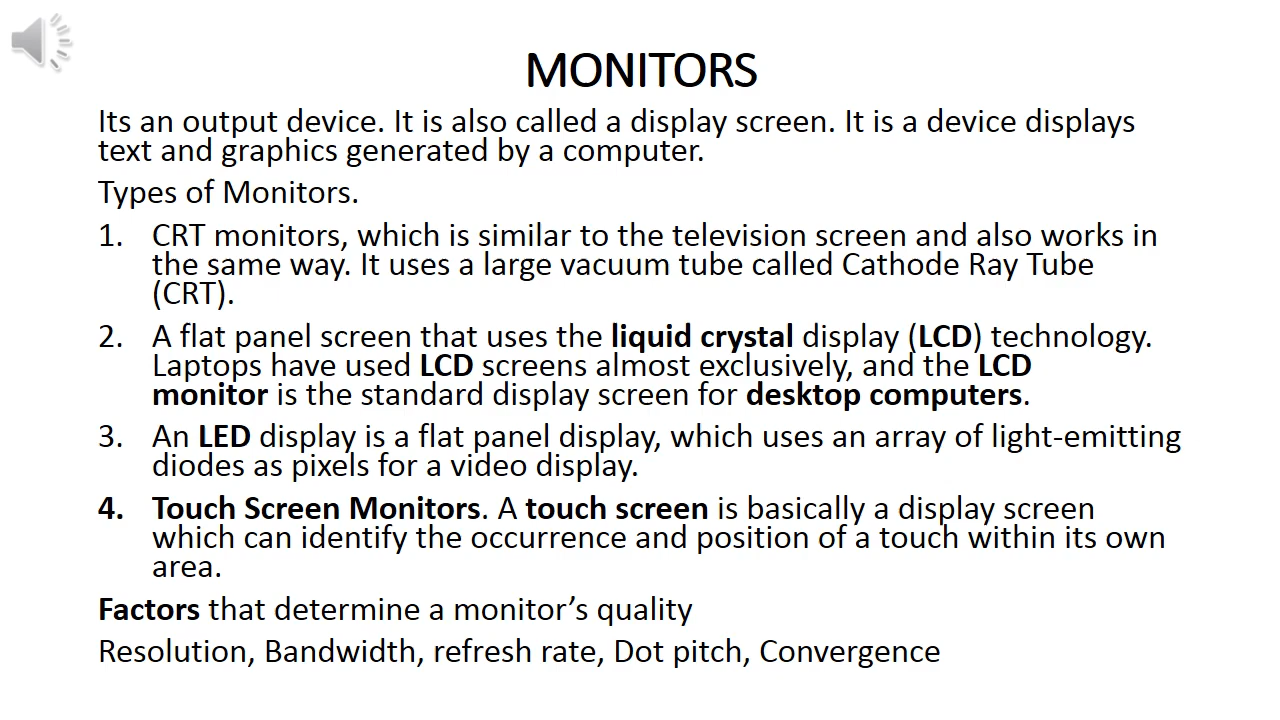 MONITORS
Its an output device. It is also called a display screen. It is a device displays
text and graphics generated by a computer.
Types of Monitors.
1. CRT monitors, which is similar to the television screen and also works in
the same way. It uses a large vacuum tube called Cathode Ray Tube
(CRT).
2. A flat panel screen that uses the liquid crystal display (LCD) technology.
Laptops have used LCD screens almost exclusively, and the LCD
monitor is the standard display screen for desktop computers.
3. An LED display is a flat panel display, which uses an array of light-emitting
diodes as pixels for a video display.
4. Touch Screen Monitors. A touch screen is basically a display screen
which can identify the occurrence and position of a touch within its own
area.
Factors that determine a monitor’s quality
Resolution, Bandwidth, refresh rate, Dot pitch, Convergence